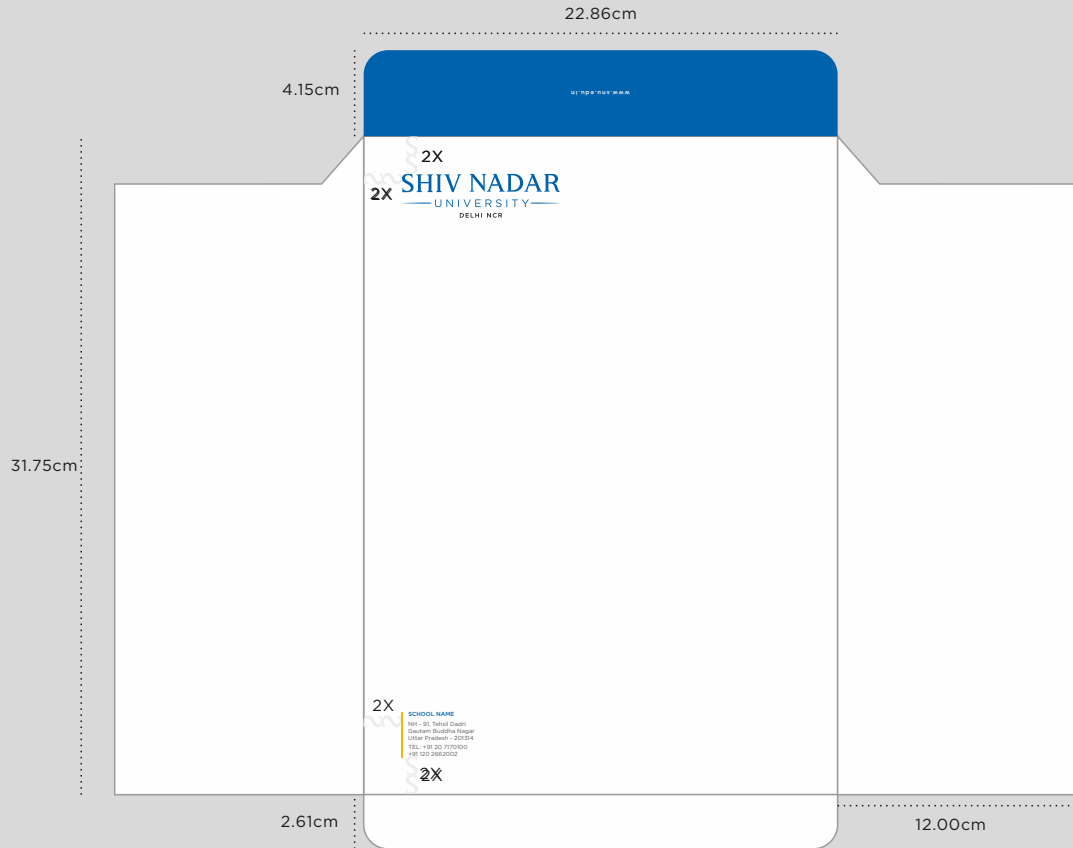 22.86cm
4.15cm
www.snu.edu.in
2X
2X
SHIV NADAR
UNIVERSITY
DELHI NCR
31.75cm
2X
SCHOOL NAME
NH - 91, Tehsil Dadri
Gautam Buddha Nagar
Uttar Pradesh - 201314
TEL: +91 20 7170100
+91 120 2662002
2X
2.61cm
12.00cm